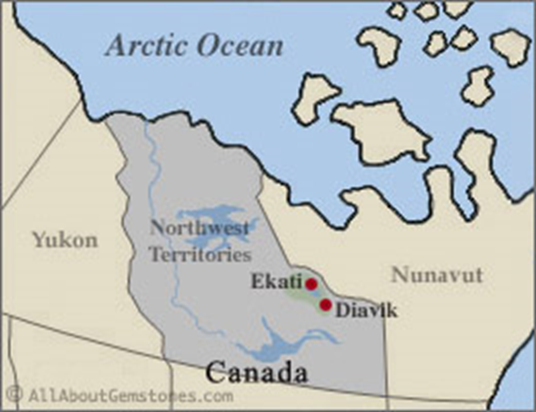 Arctic Ocean
Northwest
Territories
Yukon
Ekati
Nunavut
Diavik
Canada
© AllAboutGemstones.com